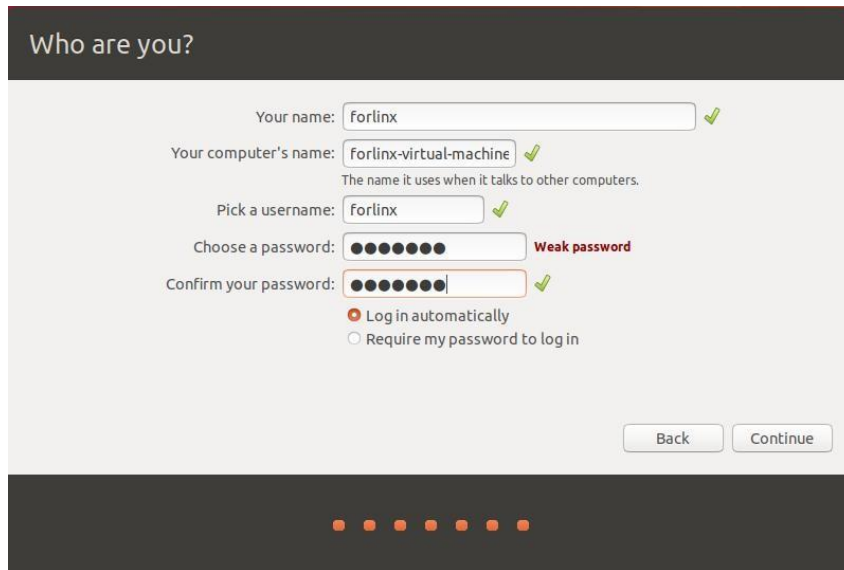 Who are you?
Your name: forlinx
Your computer's name: forlinx-virtual-machine
The name it uses when it talks to other computers.
Pick a username: forlinx
Choose a password: ●●●●●●● Weak password
Confirm your password: ●●●●●●●
Log in automatically
Require my password to log in
Back Continue